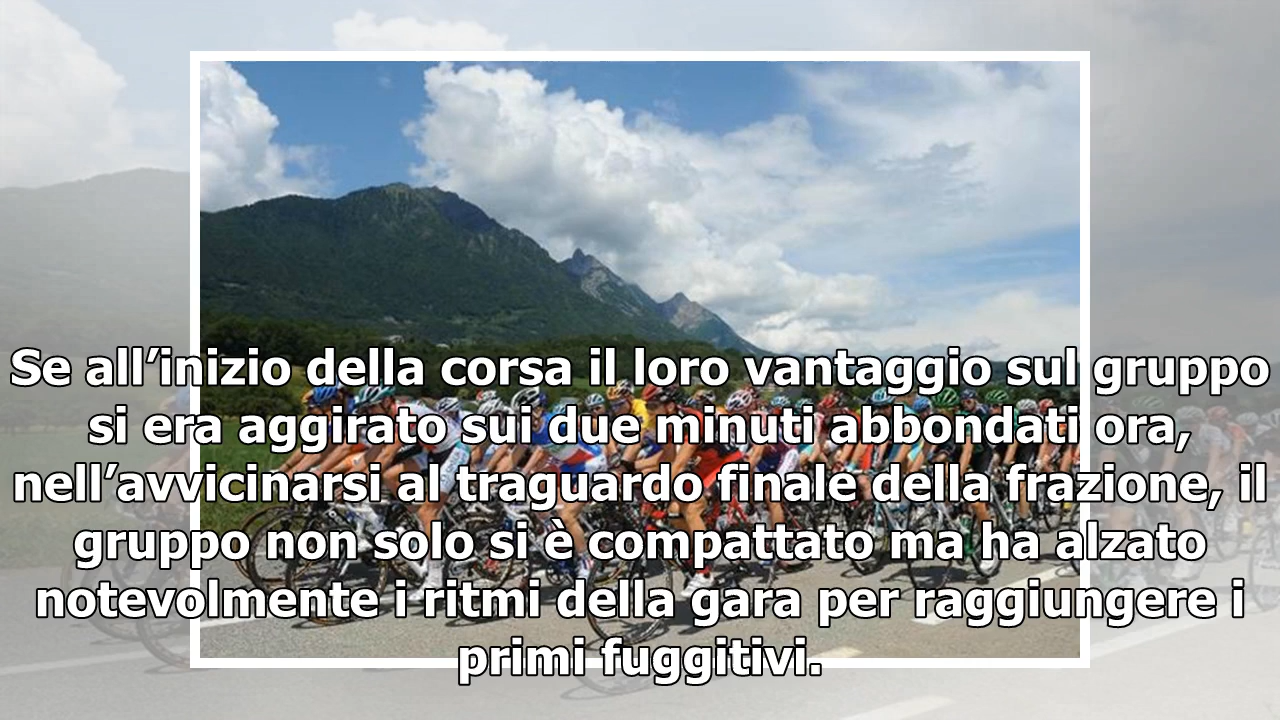 Se all’inizio della corsa il loro vantaggio sul gruppo
si era aggirato sui due minuti abbondati ora,
nell’avvicinarsi al traguardo finale della frazione, il
gruppo non solo si è compattato ma ha alzato
notevolmente i ritmi della gara per raggiungere i
primi fuggitivi.